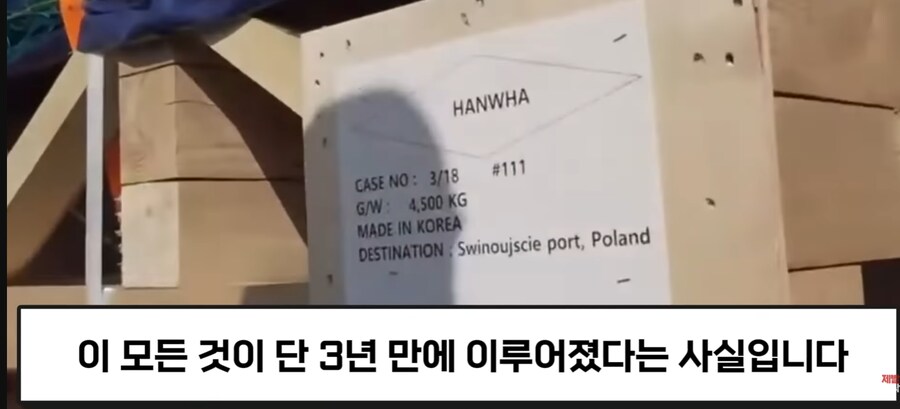 HANWHA
CASE NO : 3/18 #111
G/W : 4,500 KG
MADE IN KOREA
DESTINATION : Swinoujscie port, Poland
이 모든 것이 단 3년 만에 이루어졌다는 사실입니다